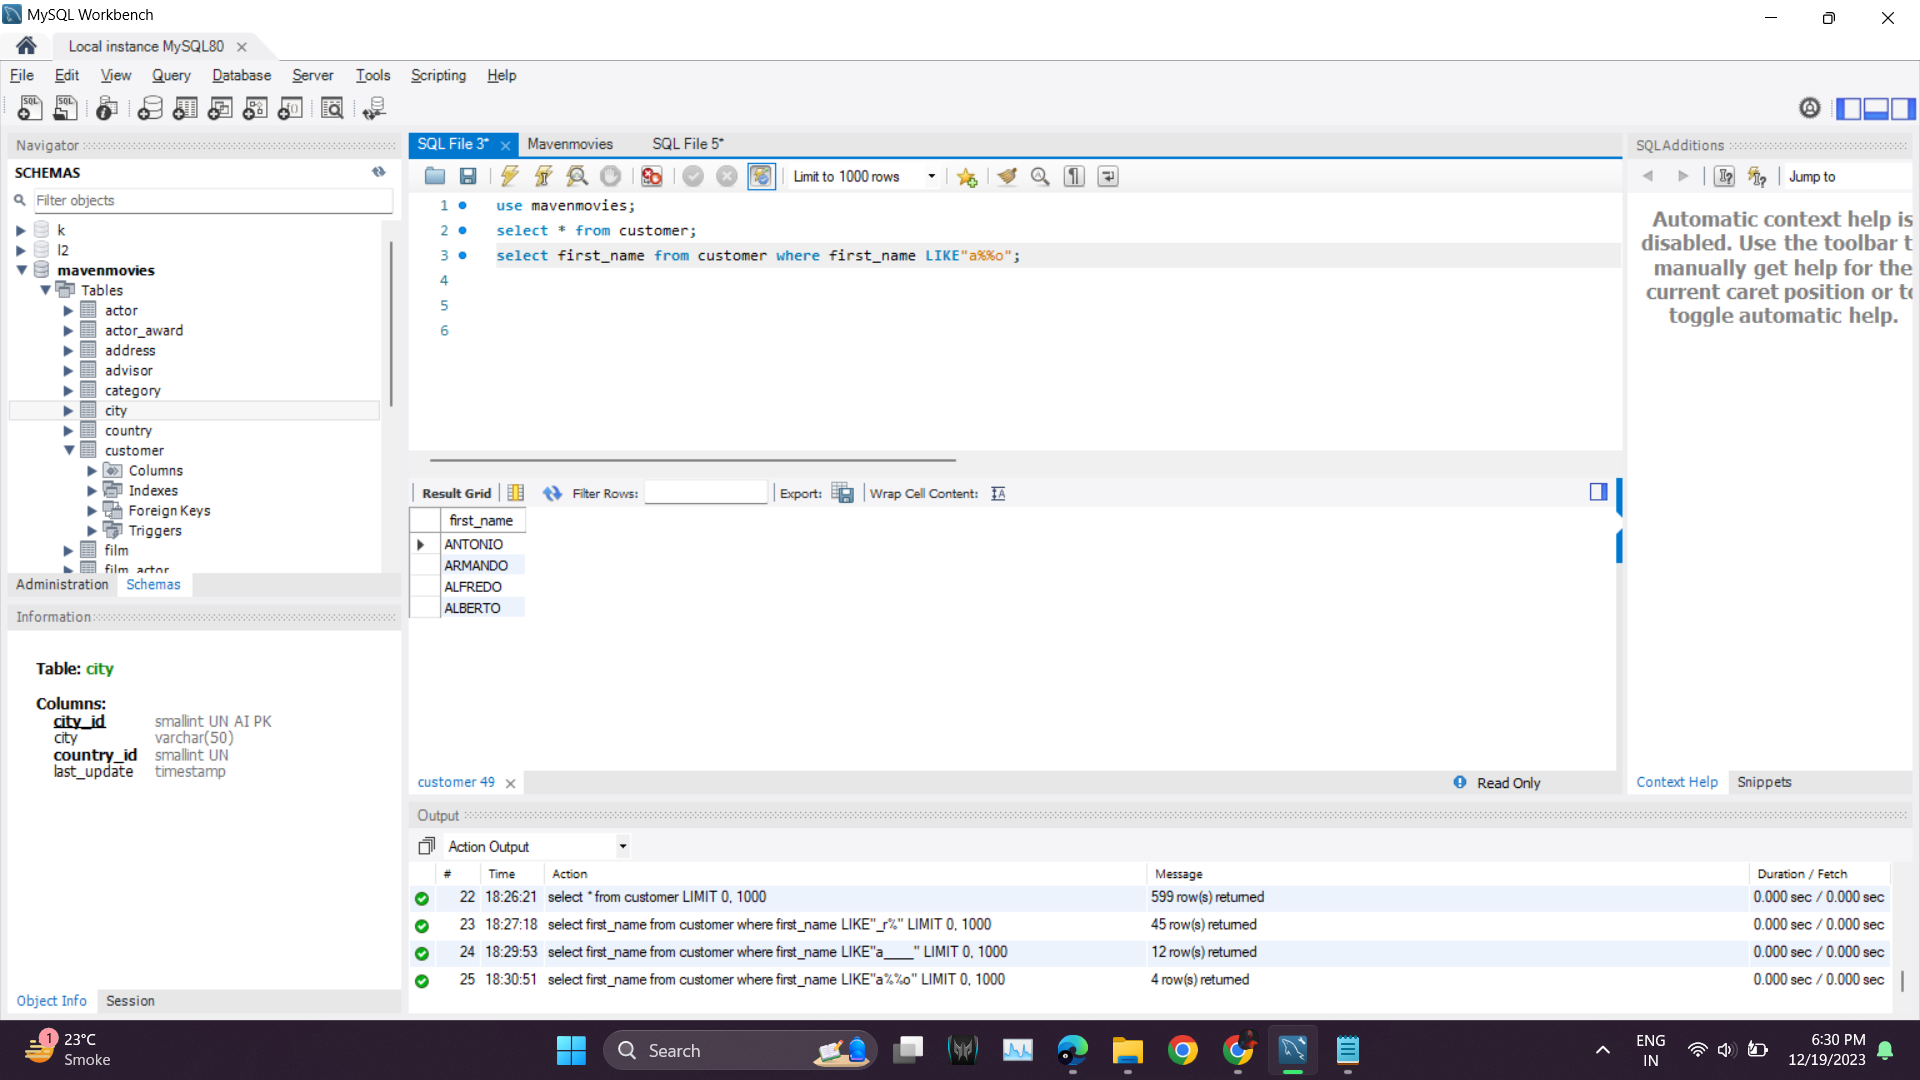 MySQL Workbench
Local instance MySQL80
File Edit View Query Database Server Tools Scripting Help
Navigator
SCHEMAS
Filter objects
k
l2
mavenmovies
Tables
actor
actor_award
address
advisor
category
city
country
customer
Columns
Indexes
Foreign Keys
Triggers
film
film_actor
Administration Schemas
Information
Table: city
Columns:
city_id smallint UN AI PK
city varchar(50)
country_id smallint UN
last_update timestamp
Object Info Session
SQL File 3* Mavenmovies SQL File 5*
Limit to 1000 rows
1 use mavenmovies;
2 select * from customer;
3 select first_name from customer where first_name LIKE"a%%o";
4
5
6
Result Grid Filter Rows: Export: Wrap Cell Content:
first_name
ANTONIO
ARMANDO
ALFREDO
ALBERTO
customer 49 Read Only
SQLAdditions
Jump to
Automatic context help is
disabled. Use the toolbar t
manually get help for the
current caret position or to
toggle automatic help.
Context Help Snippets
Output
Action Output
# Time Action Message Duration / Fetch
22 18:26:21 select * from customer LIMIT 0, 1000 599 row(s) returned 0.000 sec / 0.000 sec
23 18:27:18 select first_name from customer where first_name LIKE"_r%" LIMIT 0, 1000 45 row(s) returned 0.000 sec / 0.000 sec
24 18:29:53 select first_name from customer where first_name LIKE"a____" LIMIT 0, 1000 12 row(s) returned 0.000 sec / 0.000 sec
25 18:30:51 select first_name from customer where first_name LIKE"a%%o" LIMIT 0, 1000 4 row(s) returned 0.000 sec / 0.000 sec
1
23°C
Smoke
Search
ENG
IN
6:30 PM
12/19/2023